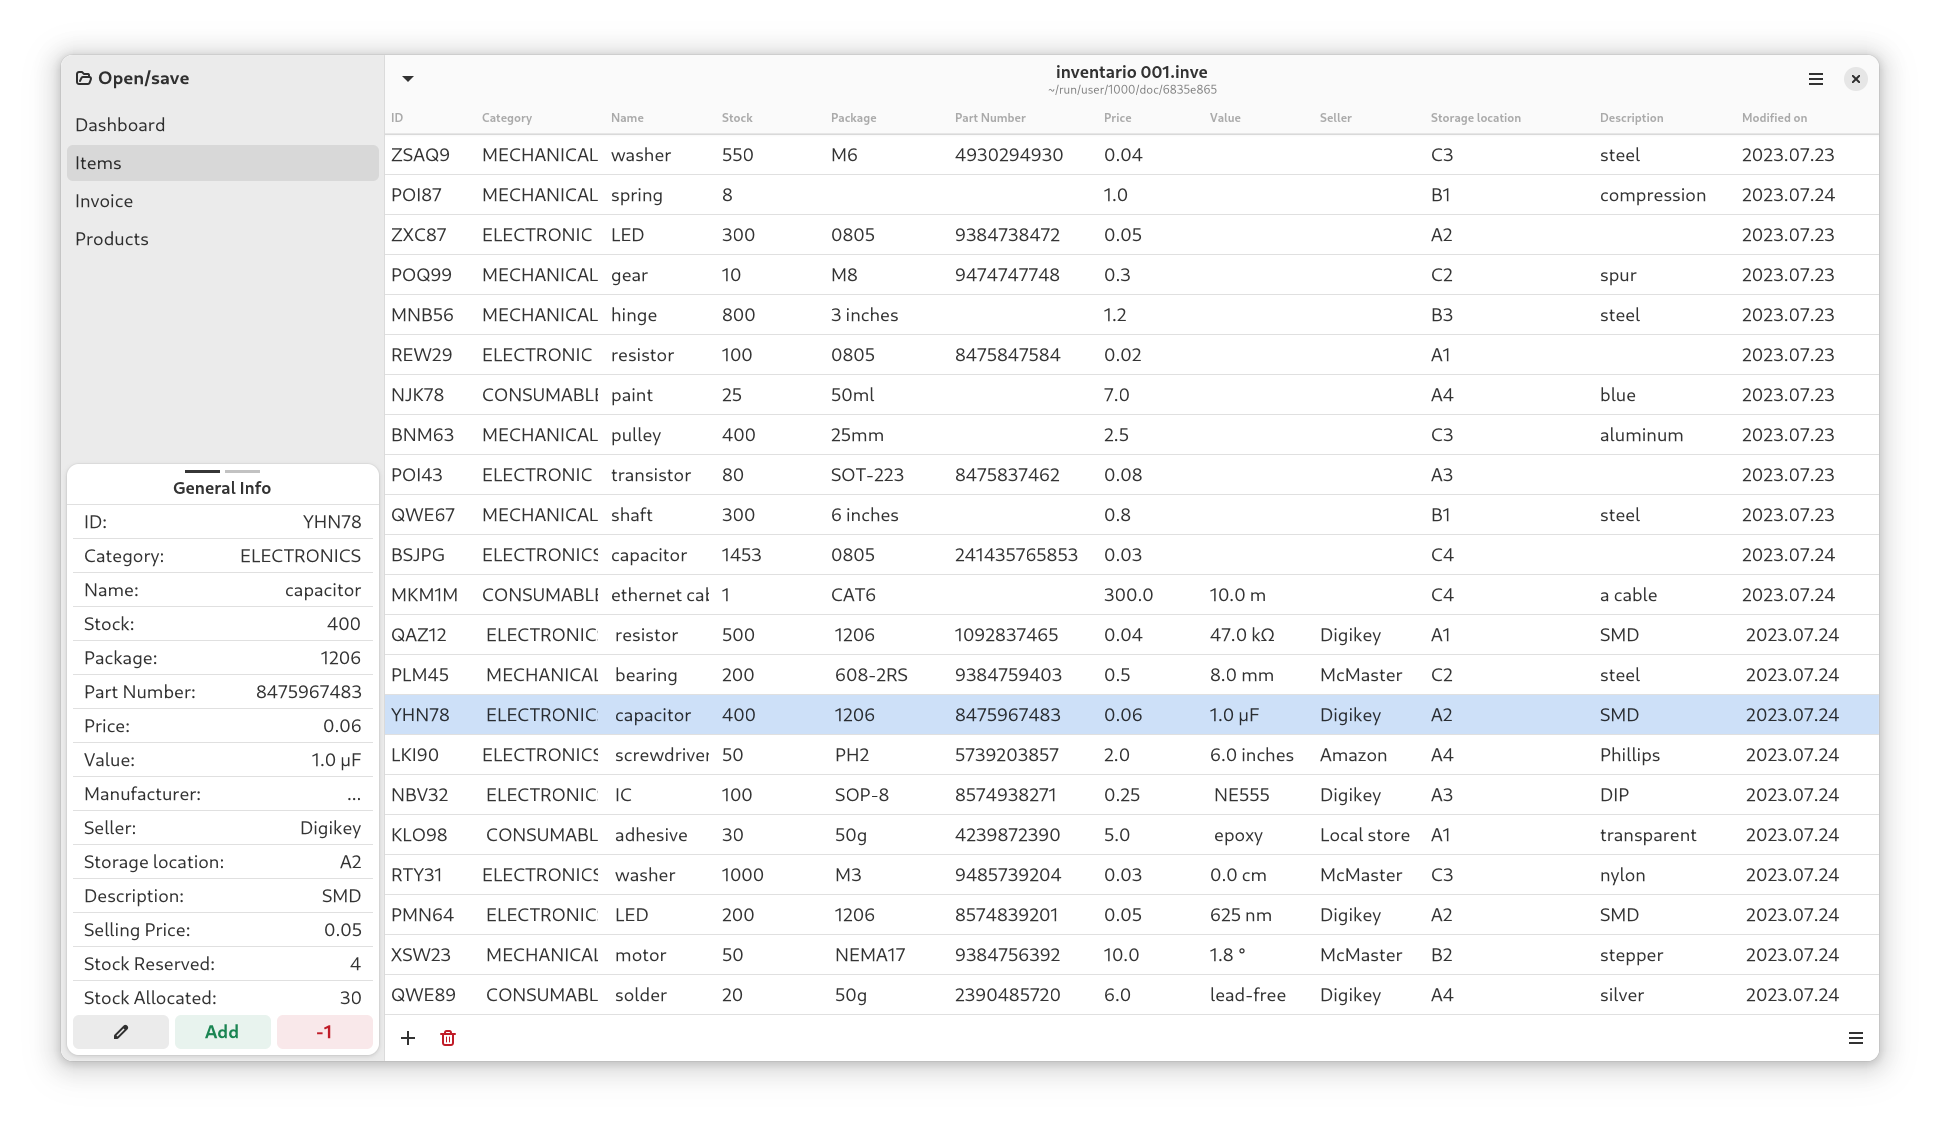 Open/save
Dashboard
Items
Invoice
Products
General Info
ID: YHN78
Category: ELECTRONICS
Name: capacitor
Stock: 400
Package: 1206
Part Number: 8475967483
Price: 0.06
Value: 1.0 µF
Manufacturer: ...
Seller: Digikey
Storage location: A2
Description: SMD
Selling Price: 0.05
Stock Reserved: 4
Stock Allocated: 30
Add -1
inventario 001.inve
~/run/user/1000/doc/6835e865
ID Category Name Stock Package Part Number Price Value Seller Storage location Description Modified on
ZSAQ9 MECHANICAL washer 550 M6 4930294930 0.04 C3 steel 2023.07.23
POI87 MECHANICAL spring 8 1.0 B1 compression 2023.07.24
ZXC87 ELECTRONIC LED 300 0805 9384738472 0.05 A2 2023.07.23
POQ99 MECHANICAL gear 10 M8 9474747748 0.3 C2 spur 2023.07.23
MNB56 MECHANICAL hinge 800 3 inches 1.2 B3 steel 2023.07.23
REW29 ELECTRONIC resistor 100 0805 8475847584 0.02 A1 2023.07.23
NJK78 CONSUMABLE paint 25 50ml 7.0 A4 blue 2023.07.23
BNM63 MECHANICAL pulley 400 25mm 2.5 C3 aluminum 2023.07.23
POI43 ELECTRONIC transistor 80 SOT-223 8475837462 0.08 A3 2023.07.23
QWE67 MECHANICAL shaft 300 6 inches 0.8 B1 steel 2023.07.23
BSJPG ELECTRONICS capacitor 1453 0805 241435765853 0.03 C4 2023.07.24
MKM1M CONSUMABLE ethernet cab 1 CAT6 300.0 10.0 m C4 a cable 2023.07.24
QAZ12 ELECTRONIC resistor 500 1206 1092837465 0.04 47.0 kΩ Digikey A1 SMD 2023.07.24
PLM45 MECHANICAL bearing 200 608-2RS 9384759403 0.5 8.0 mm McMaster C2 steel 2023.07.24
YHN78 ELECTRONIC capacitor 400 1206 8475967483 0.06 1.0 µF Digikey A2 SMD 2023.07.24
LKI90 ELECTRONICS screwdriver 50 PH2 5739203857 2.0 6.0 inches Amazon A4 Phillips 2023.07.24
NBV32 ELECTRONIC IC 100 SOP-8 8574938271 0.25 NE555 Digikey A3 DIP 2023.07.24
KLO98 CONSUMABL adhesive 30 50g 4239872390 5.0 epoxy Local store A1 transparent 2023.07.24
RTY31 ELECTRONICS washer 1000 M3 9485739204 0.03 0.0 cm McMaster C3 nylon 2023.07.24
PMN64 ELECTRONIC LED 200 1206 8574839201 0.05 625 nm Digikey A2 SMD 2023.07.24
XSW23 MECHANICAL motor 50 NEMA17 9384756392 10.0 1.8 ° McMaster B2 stepper 2023.07.24
QWE89 CONSUMABL solder 20 50g 2390485720 6.0 lead-free Digikey A4 silver 2023.07.24